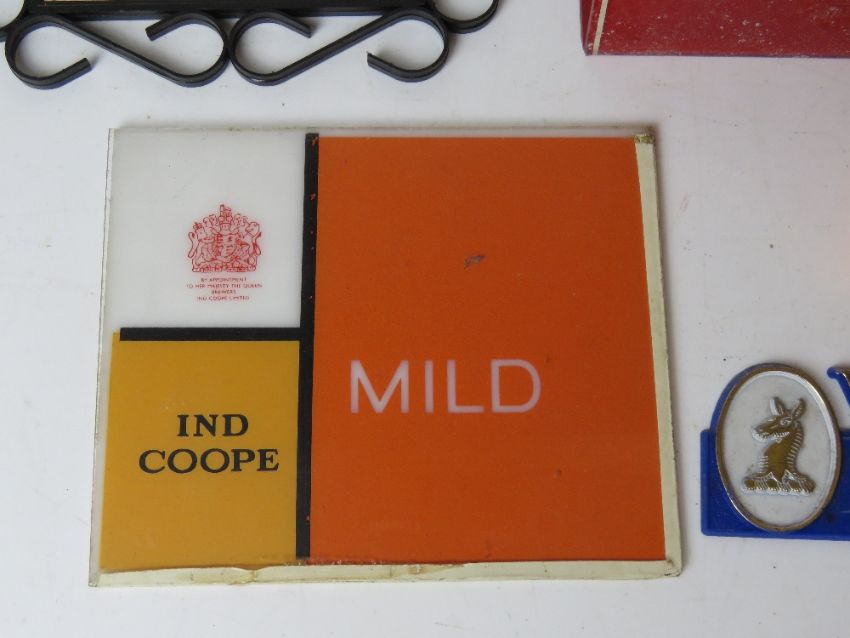 BY APPOINTMENT
TO HER MAJESTY THE QUEEN
BREWERS
IND COOPE LIMITED
MILD
IND
COOPE